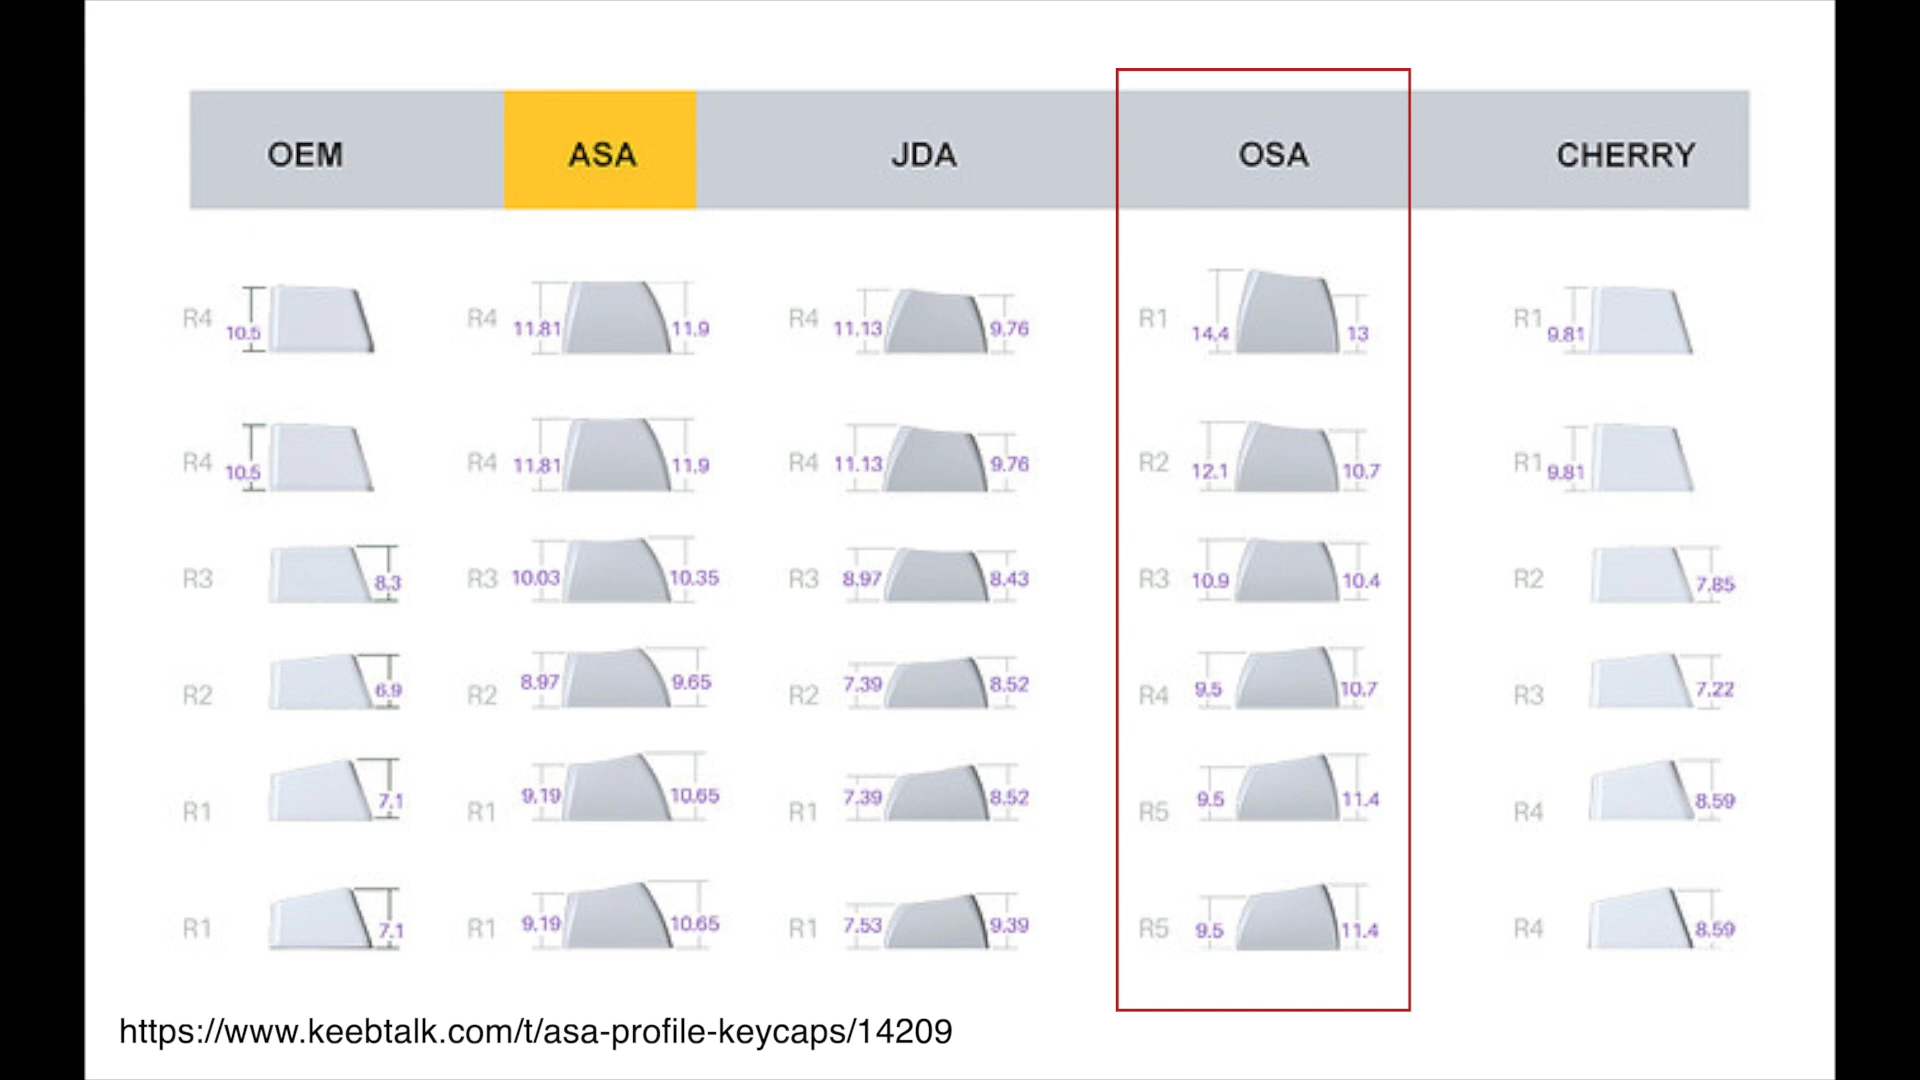 OEM ASA JDA OSA CHERRY
R4 10.5 R4 11.81 11.9 R4 11.13 9.76 R1 14.4 13 R1 9.81
R4 10.5 R4 11.81 11.9 R4 11.13 9.76 R2 12.1 10.7 R1 9.81
R3 8.3 R3 10.03 10.35 R3 8.97 8.43 R3 10.9 10.4 R2 7.85
R2 6.9 R2 8.97 9.65 R2 7.39 8.52 R4 9.5 10.7 R3 7.22
R1 7.1 R1 9.19 10.65 R1 7.39 8.52 R5 9.5 11.4 R4 8.59
R1 7.1 R1 9.19 10.65 R1 7.53 9.39 R5 9.5 11.4 R4 8.59
https://www.keebtalk.com/t/asa-profile-keycaps/14209